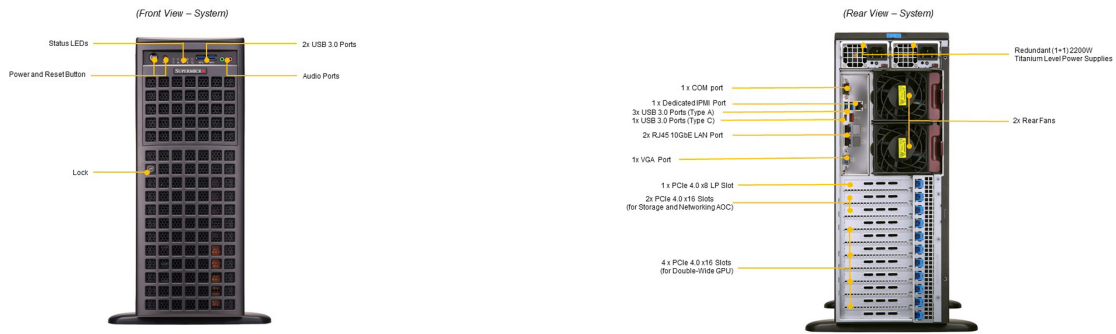 (Front View – System)
Status LEDs
2x USB 3.0 Ports
Power and Reset Button
Audio Ports
SUPERMICRO
Lock
(Rear View – System)
Redundant (1+1) 2200W
Titanium Level Power Supplies
1 x COM port
1 x Dedicated IPMI Port
3x USB 3.0 Ports (Type A)
1x USB 3.0 Ports (Type C)
2x Rear Fans
2x RJ45 10GbE LAN Port
1x VGA Port
1 x PCIe 4.0 x8 LP Slot
2x PCIe 4.0 x16 Slots
(for Storage and Networking AOC)
4 x PCIe 4.0 x16 Slots
(for Double-Wide GPU)